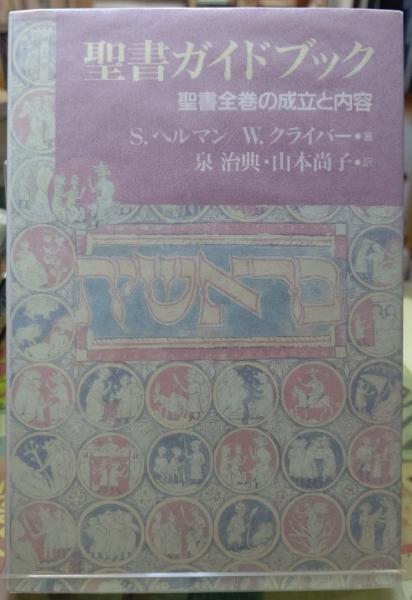 聖書ガイドブック
聖書全巻の成立と内容
S.ヘルマン/W.クライバー●著
泉 治典・山本尚子●訳
בראשית